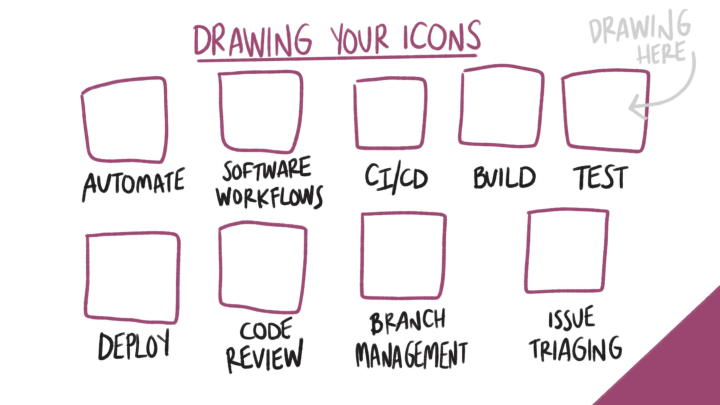 DRAWING YOUR ICONS
DRAWING
HERE
AUTOMATE
SOFTWARE
WORKFLOWS
CI/CD
BUILD
TEST
DEPLOY
CODE
REVIEW
BRANCH
MANAGEMENT
ISSUE
TRIAGING